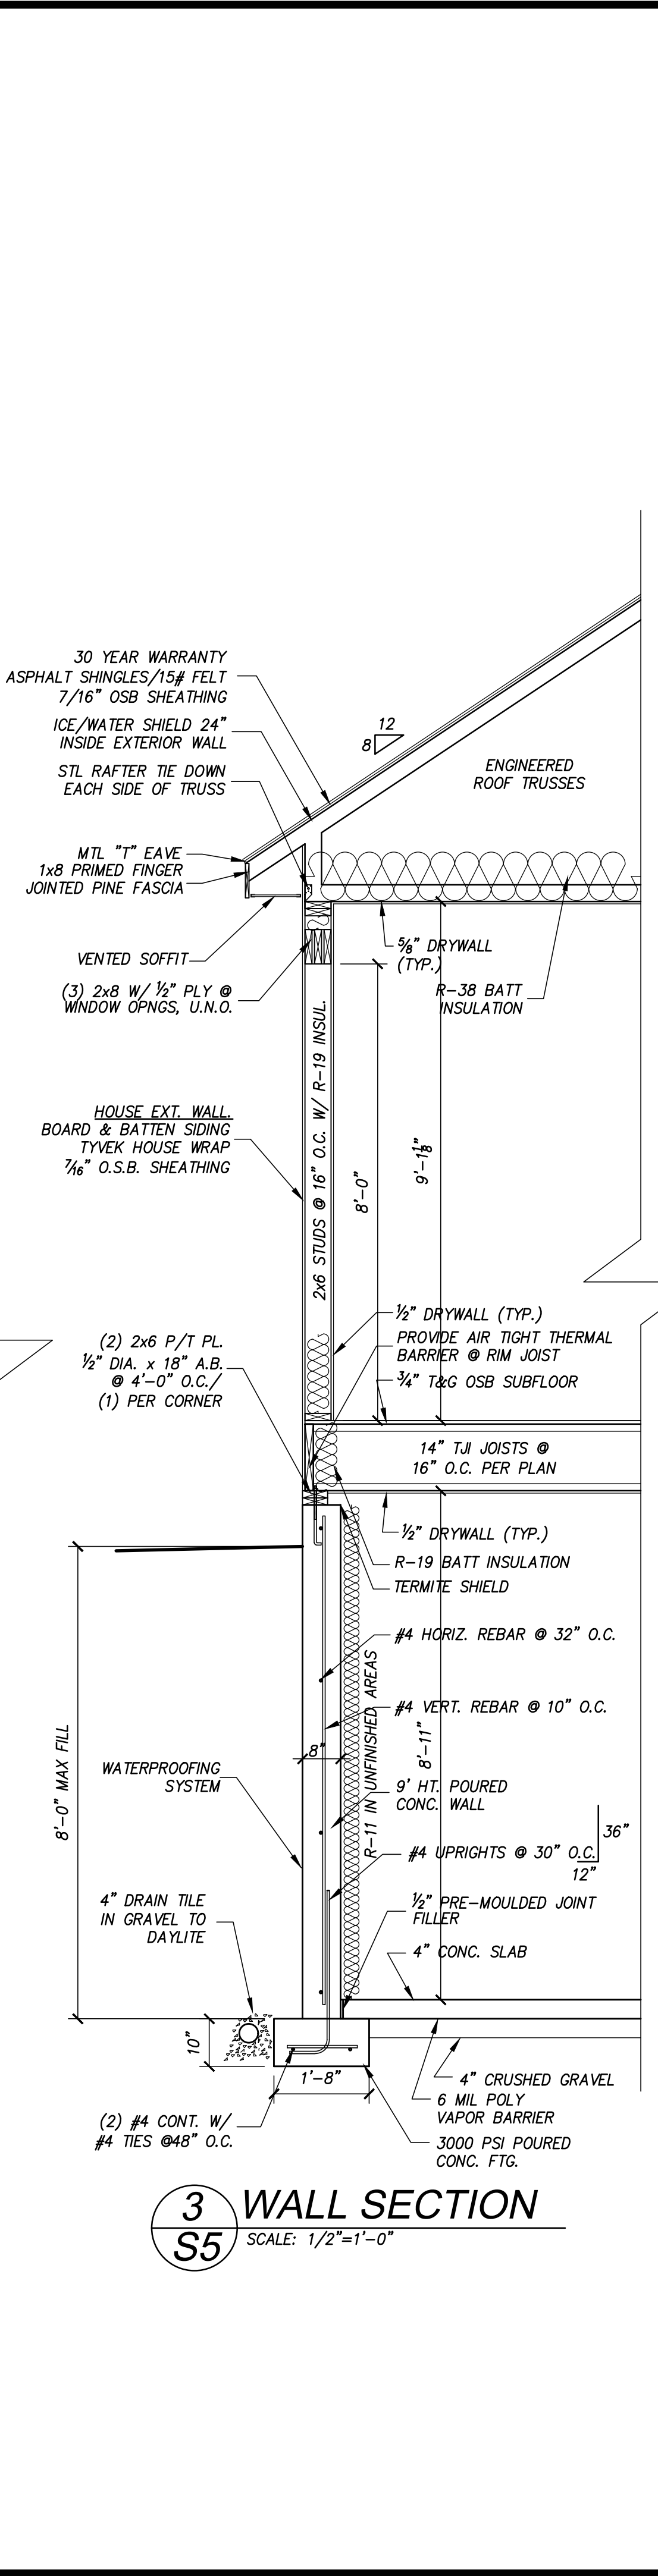 30 YEAR WARRANTY
ASPHALT SHINGLES/15# FELT
7/16" OSB SHEATHING
ICE/WATER SHIELD 24"
INSIDE EXTERIOR WALL
STL RAFTER TIE DOWN
EACH SIDE OF TRUSS
12
8
ENGINEERED
ROOF TRUSSES
MTL "T" EAVE
1x8 PRIMED FINGER
JOINTED PINE FASCIA
VENTED SOFFIT
(3) 2x8 W/ ½" PLY @
WINDOW OPNGS, U.N.O.
⅝" DRYWALL
(TYP.)
R-38 BATT
INSULATION
HOUSE EXT. WALL.
BOARD & BATTEN SIDING
TYVEK HOUSE WRAP
7/16" O.S.B. SHEATHING
2x6 STUDS @ 16" O.C. W/ R-19 INSUL.
8'-0"
9'-1⅛"
(2) 2x6 P/T PL.
½" DIA. x 18" A.B.
@ 4'-0" O.C./
(1) PER CORNER
½" DRYWALL (TYP.)
PROVIDE AIR TIGHT THERMAL
BARRIER @ RIM JOIST
¾" T&G OSB SUBFLOOR
14" TJI JOISTS @
16" O.C. PER PLAN
½" DRYWALL (TYP.)
R-19 BATT INSULATION
TERMITE SHIELD
#4 HORIZ. REBAR @ 32" O.C.
#4 VERT. REBAR @ 10" O.C.
8'-0" MAX FILL
8"
R-11 IN UNFINISHED AREAS
8'-11"
WATERPROOFING
SYSTEM
9' HT. POURED
CONC. WALL
#4 UPRIGHTS @ 30" O.C.
36"
12"
4" DRAIN TILE
IN GRAVEL TO
DAYLITE
½" PRE-MOULDED JOINT
FILLER
4" CONC. SLAB
10"
1'-8"
4" CRUSHED GRAVEL
6 MIL POLY
VAPOR BARRIER
(2) #4 CONT. W/
#4 TIES @48" O.C.
3000 PSI POURED
CONC. FTG.
3
S5
WALL SECTION
SCALE: 1/2"=1'-0"